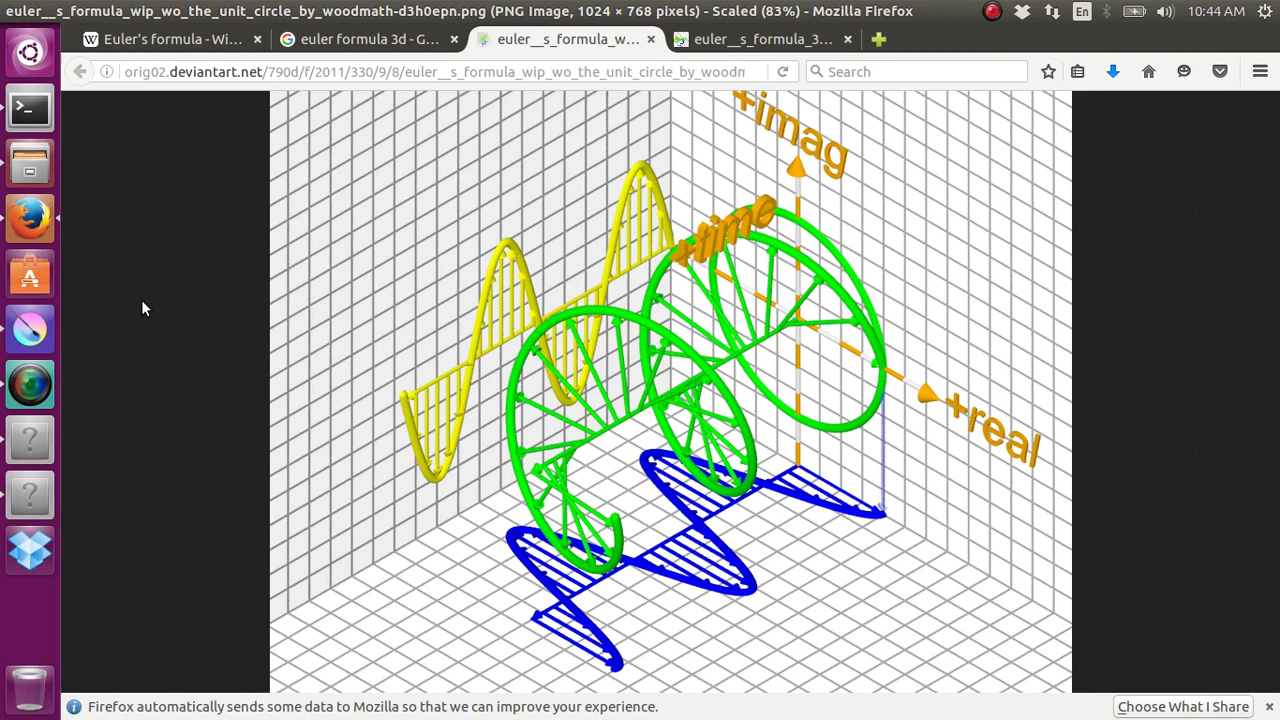 euler__s_formula_wip_wo_the_unit_circle_by_woodmath-d3h0epn.png (PNG Image, 1024 × 768 pixels) - Scaled (83%) - Mozilla Firefox
En
10:44 AM
Euler's formula - Wi...
euler formula 3d - G...
euler__s_formula_w...
euler__s_formula_3...
orig02.deviantart.net/790d/f/2011/330/9/8/euler__s_formula_wip_wo_the_unit_circle_by_woodm
Search
+imag
+time
+real
Firefox automatically sends some data to Mozilla so that we can improve your experience.
Choose What I Share